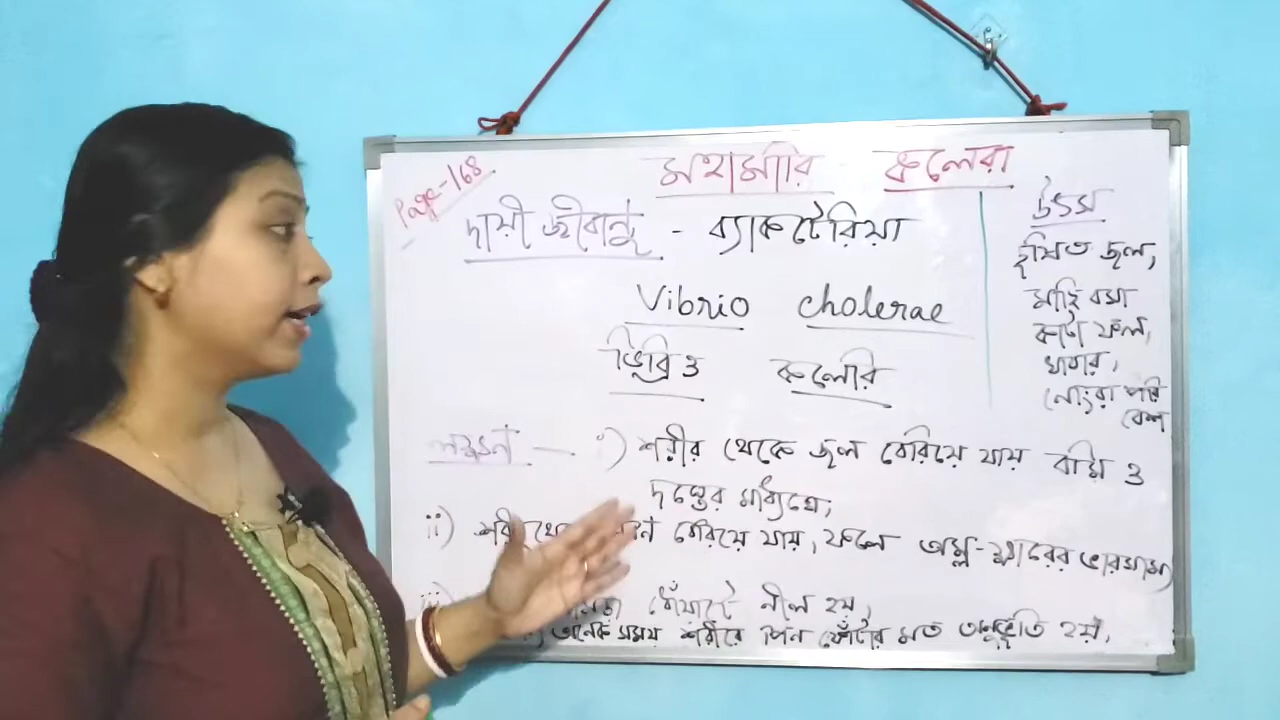 Page-168
মহামারি কলেরা
দায়ী জীবাণু - ব্যাকটেরিয়া
Vibrio cholerae
ভিব্রিও কলেরি
উৎস
দূষিত জল,
মাছি বসা
কাটা ফল,
খাবার,
নোংরা পরি
বেশ
লক্ষণ — i) শরীর থেকে জল বেরিয়ে যায় বমি ও
দাস্তের মাধ্যমে,
ii) বেরিয়ে যায়, ফলে অম্ল-ক্ষারের ভারসাম্য
ধোঁয়াটে নীল হয়,
অনেক সময় শরীরে পিন ফোঁটার মত অনুভূতি হয়,